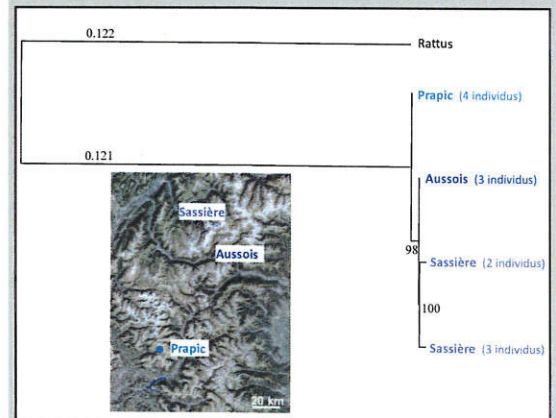 0.122
Rattus
Prapic (4 individus)
0.121
Aussois (3 individus)
Sassière
Aussois
98
Sassière (2 individus)
100
Prapic
Sassière (3 individus)
20 km